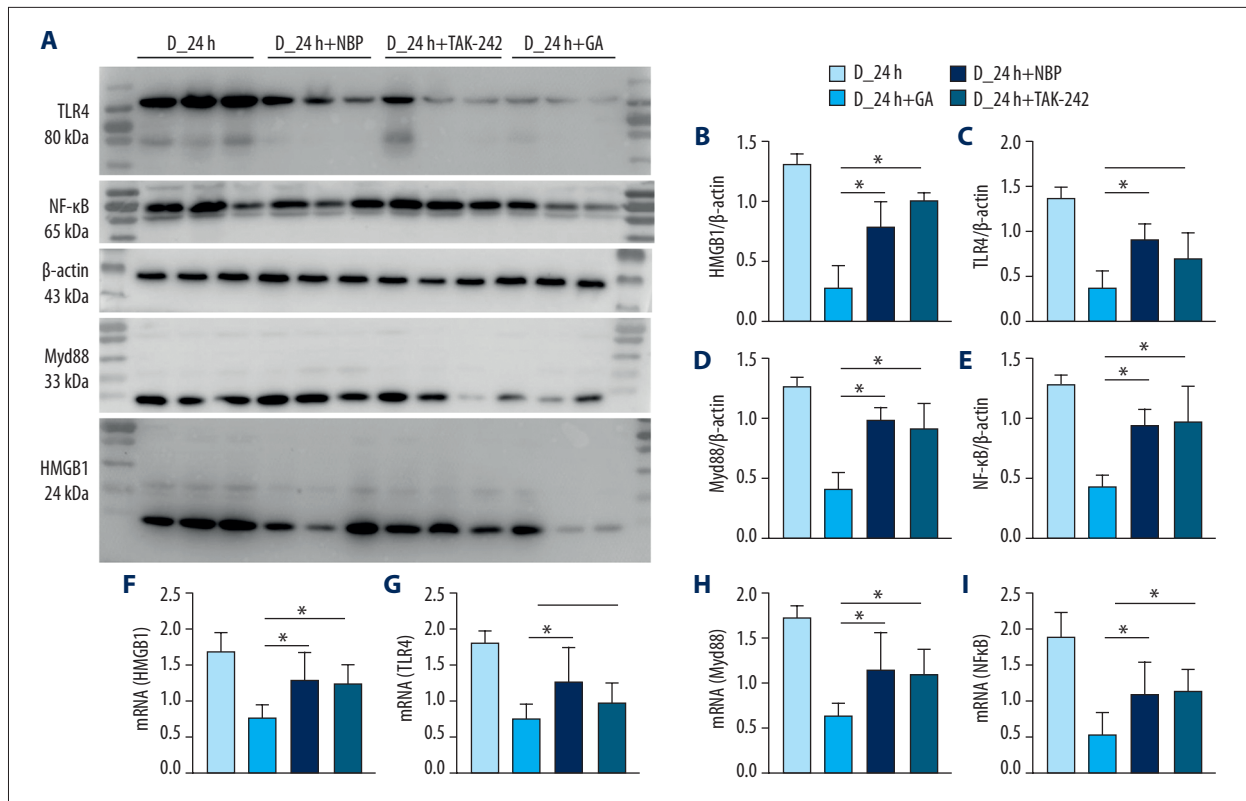 A
D_24 h
D_24 h+NBP
D_24 h+TAK-242
D_24 h+GA
TLR4
80 kDa
NF-κB
65 kDa
β-actin
43 kDa
Myd88
33 kDa
HMGB1
24 kDa
D_24 h
D_24 h+NBP
D_24 h+GA
D_24 h+TAK-242
B
HMGB1/β-actin
1.5
1.0
0.5
0.0
*
*
C
TLR4/β-actin
2.0
1.5
1.0
0.5
0.0
*
D
Myd88/β-actin
1.5
1.0
0.5
0.0
*
*
E
NF-κB/β-actin
1.5
1.0
0.5
0.0
*
*
F
mRNA (HMGB1)
2.5
2.0
1.5
1.0
0.5
0.0
*
*
G
mRNA (TLR4)
2.5
2.0
1.5
1.0
0.5
0.0
*
H
mRNA (Myd88)
2.0
1.5
1.0
0.5
0.0
*
*
I
mRNA (NFκB)
2.5
2.0
1.5
1.0
0.5
0.0
*
*